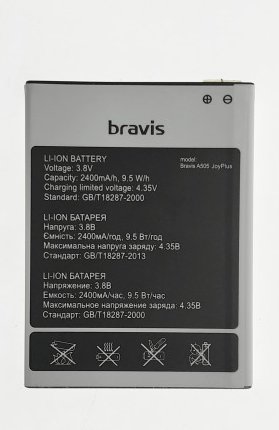 bravis
LI-ION BATTERY
Voltage: 3.8V
Capacity: 2400mA/h, 9.5 W/h
Charging limited voltage: 4.35V
Standard: GB/T18287-2000
model:
Bravis A505 JoyPlus
LI-ION БАТАРЕЯ
Напруга: 3.8В
Ємність: 2400мА/год, 9.5 Вт/год
Максимальна напруга заряду: 4.35В
Стандарт: GB/T18287-2013
LI-ION БАТАРЕЯ
Напряжение: 3.8В
Емкость: 2400мА/час, 9.5 Вт/час
Максимальное напряжение заряда: 4.35В
Стандарт: GB/T18287-2000